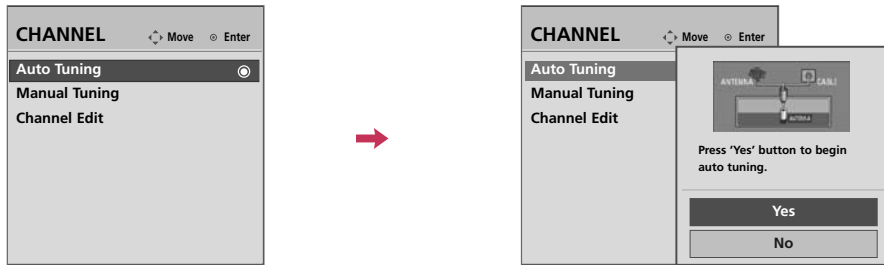 CHANNEL Move Enter
Auto Tuning
Manual Tuning
Channel Edit
CHANNEL Move Enter
Auto Tuning
Manual Tuning
Channel Edit
ANTENNA CABLE
ANTENNA
Press ‘Yes’ button to begin
auto tuning.
Yes
No